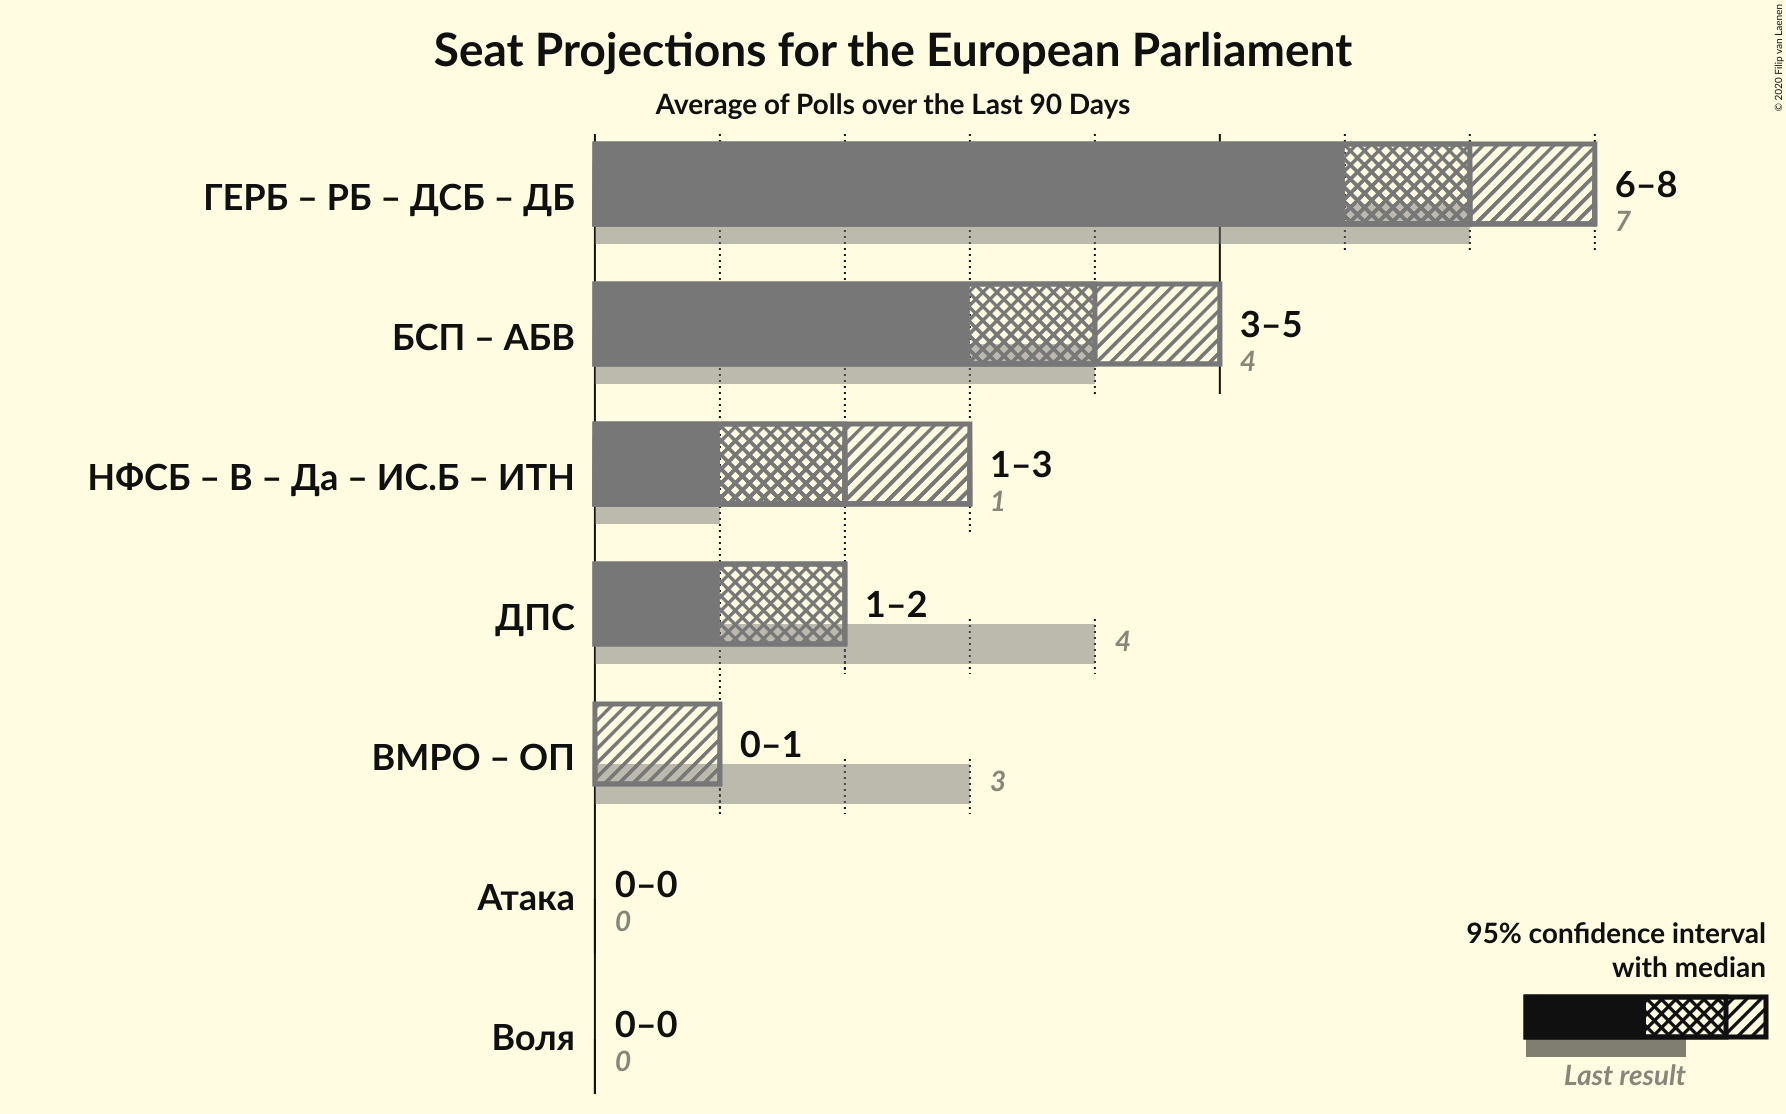 Seat Projections for the European Parliament
Average of Polls over the Last 90 Days
© 2020 Filip van Laenen
ГЕРБ – РБ – ДСБ – ДБ
6–8
7
БСП – АБВ
3–5
4
НФСБ – В – Да – ИС.Б – ИТН
1–3
1
ДПС
1–2
4
ВМРО – ОП
0–1
3
Атака
0–0
0
Воля
0–0
0
95% confidence interval
with median
Last result